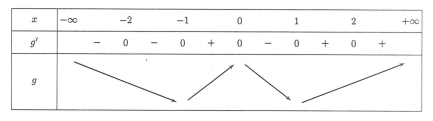 x −∞ −2 −1 0 1 2 +∞
g′ − 0 − 0 + 0 − 0 + 0 +
g